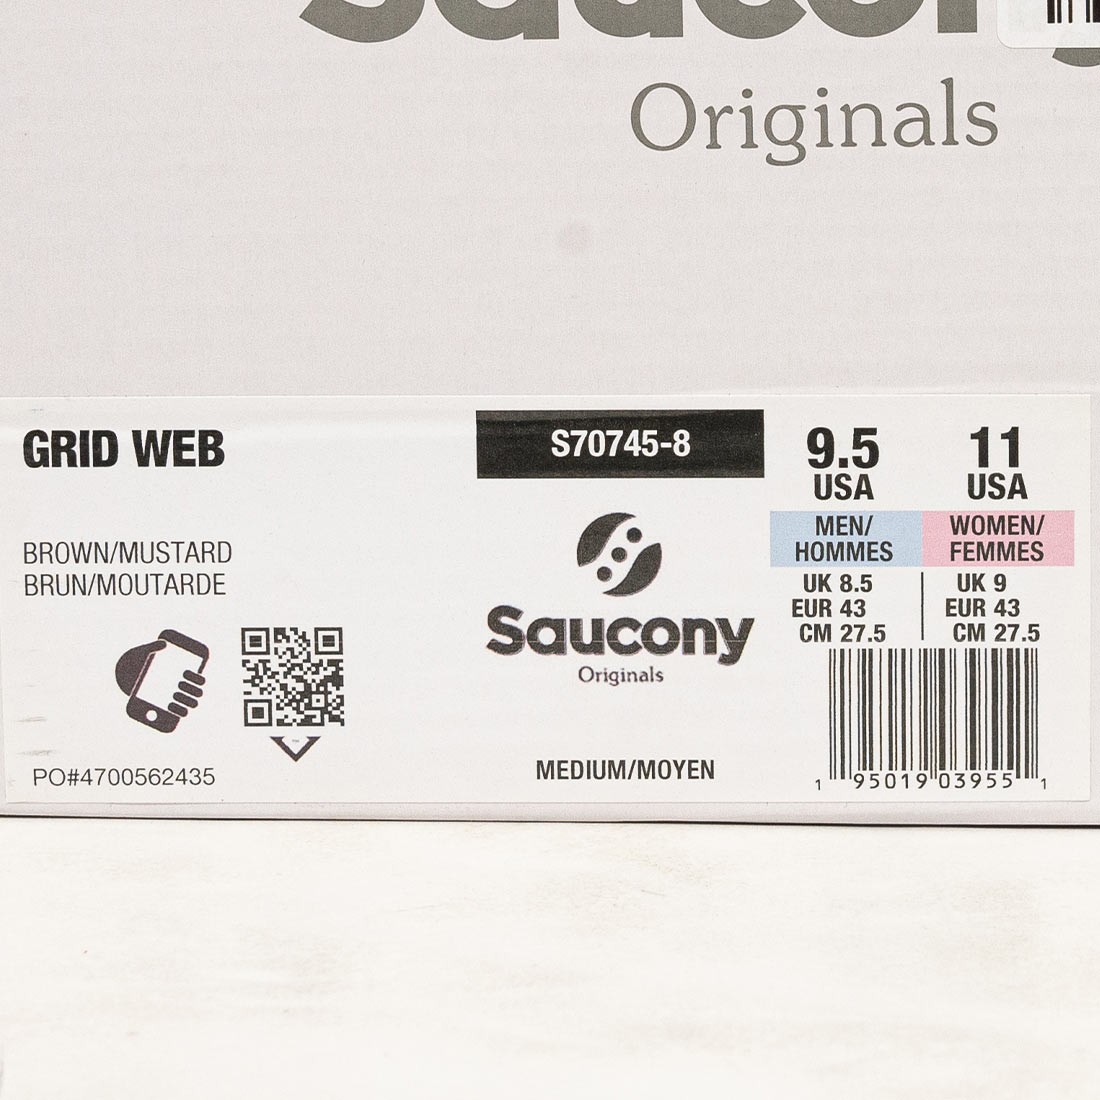 Saucony
Originals
GRID WEB
BROWN/MUSTARD
BRUN/MOUTARDE
PO#4700562435
S70745-8
Saucony
Originals
MEDIUM/MOYEN
9.5
USA
MEN/
HOMMES
UK 8.5
EUR 43
CM 27.5
11
USA
WOMEN/
FEMMES
UK 9
EUR 43
CM 27.5
1 95019 03955 1